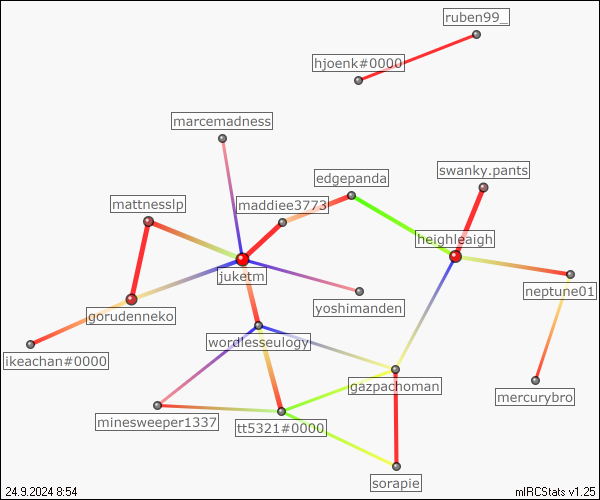 ruben99_
hjoenk#0000
marcemadness
swanky.pants
edgepanda
mattnesslp
maddiee3773
heighleaigh
juketm
neptune01
yoshimanden
gorudenneko
wordlesseulogy
ikeachan#0000
gazpachoman
mercurybro
minesweeper1337
tt5321#0000
sorapie
24.9.2024 8:54
mIRCStats v1.25